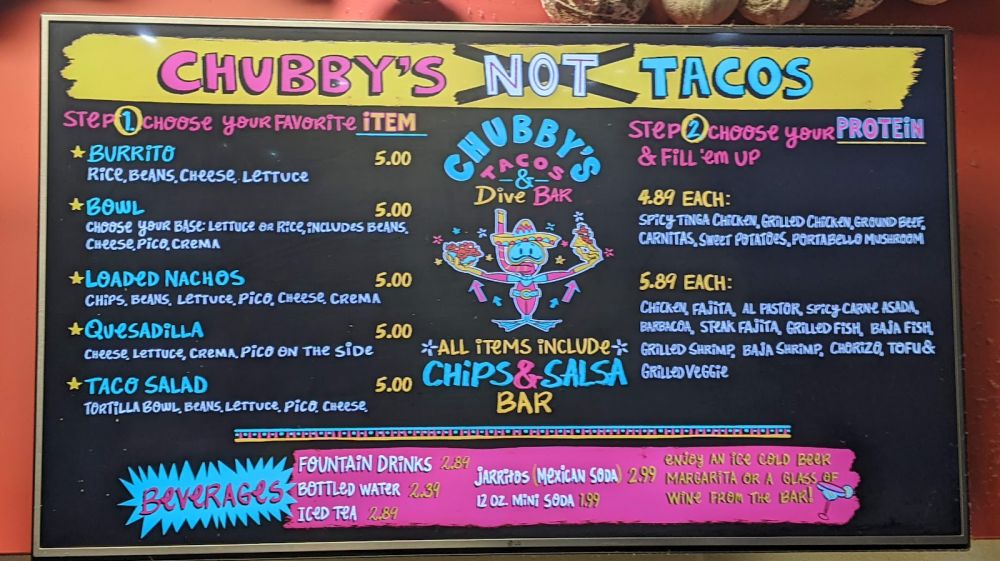 CHUBBY'S NOT TACOS
STEP 1. CHOOSE YOUR FAVORITE ITEM
BURRITO 5.00
RICE, BEANS, CHEESE, LETTUCE
BOWL 5.00
CHOOSE YOUR BASE: LETTUCE OR RICE, INCLUDES BEANS,
CHEESE, PICO, CREMA
LOADED NACHOS 5.00
CHIPS, BEANS, LETTUCE, PICO, CHEESE, CREMA
QUESADILLA 5.00
CHEESE, LETTUCE, CREMA, PICO ON THE SIDE
TACO SALAD 5.00
TORTILLA BOWL, BEANS, LETTUCE, PICO, CHEESE,
CHUBBY'S
TACOS
&
DIVE BAR
ALL ITEMS INCLUDE
CHIPS & SALSA
BAR
STEP 2 CHOOSE YOUR PROTEIN
& FILL 'EM UP
4.89 EACH:
SPICY TINGA CHICKEN, GRILLED CHICKEN, GROUND BEEF,
CARNITAS, SWEET POTATOES, PORTABELLO MUSHROOM
5.89 EACH:
CHICKEN, FAJITA, AL PASTOR, SPICY CARNE ASADA,
BARBACOA, STEAK FAJITA, GRILLED FISH, BAJA FISH,
GRILLED SHRIMP, BAJA SHRIMP, CHORIZO, TOFU &
GRILLED VEGGIE
BEVERAGES
FOUNTAIN DRINKS 2.89
BOTTLED WATER 2.39
ICED TEA 2.89
JARRITOS (MEXICAN SODA) 2.99
12 OZ. MINI SODA 1.99
ENJOY AN ICE COLD BEER
MARGARITA OR A GLASS OF
WINE FROM THE BAR!
LG